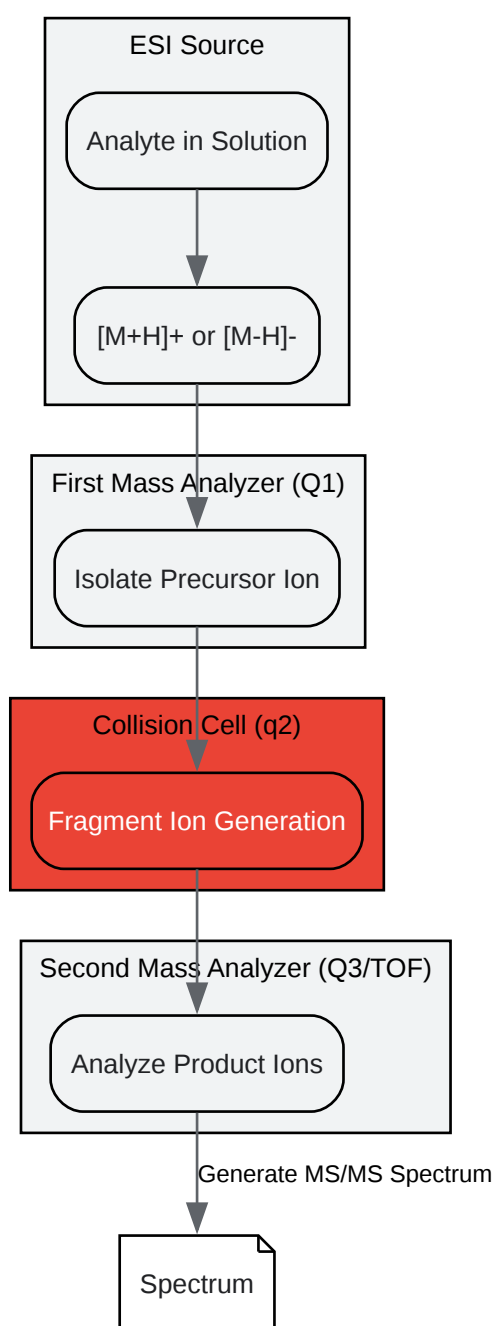 ESI Source
Analyte in Solution
[M+H]+ or [M-H]-
First Mass Analyzer (Q1)
Isolate Precursor Ion
Collision Cell (q2)
Fragment Ion Generation
Second Mass Analyzer (Q3/TOF)
Analyze Product Ions
Generate MS/MS Spectrum
Spectrum